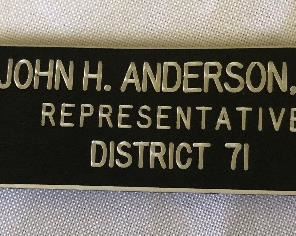 JOHN H. ANDERSON,
REPRESENTATIVE
DISTRICT 71